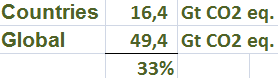 Countries 16,4 Gt CO2 eq.
Global 49,4 Gt CO2 eq.
33%